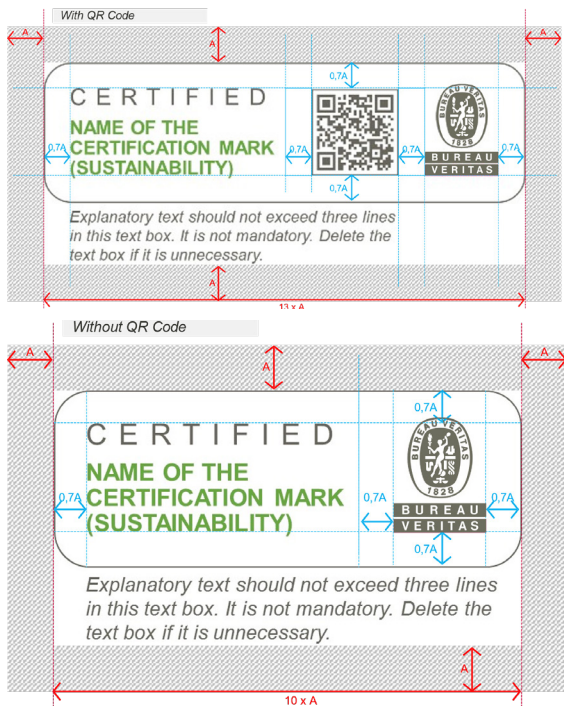 With QR Code
A
A
A
0,7A
CERTIFIED
NAME OF THE
CERTIFICATION MARK
(SUSTAINABILITY)
0,7A
0,7A
0,7A
0,7A
BUREAU VERITAS
1828
BUREAU
VERITAS
0,7A
Explanatory text should not exceed three lines
in this text box. It is not mandatory. Delete the
text box if it is unnecessary.
A
13 x A
Without QR Code
A
A
A
0,7A
CERTIFIED
NAME OF THE
CERTIFICATION MARK
(SUSTAINABILITY)
0,7A
0,7A
0,7A
BUREAU VERITAS
1828
BUREAU
VERITAS
0,7A
Explanatory text should not exceed three lines
in this text box. It is not mandatory. Delete the
text box if it is unnecessary.
A
10 x A